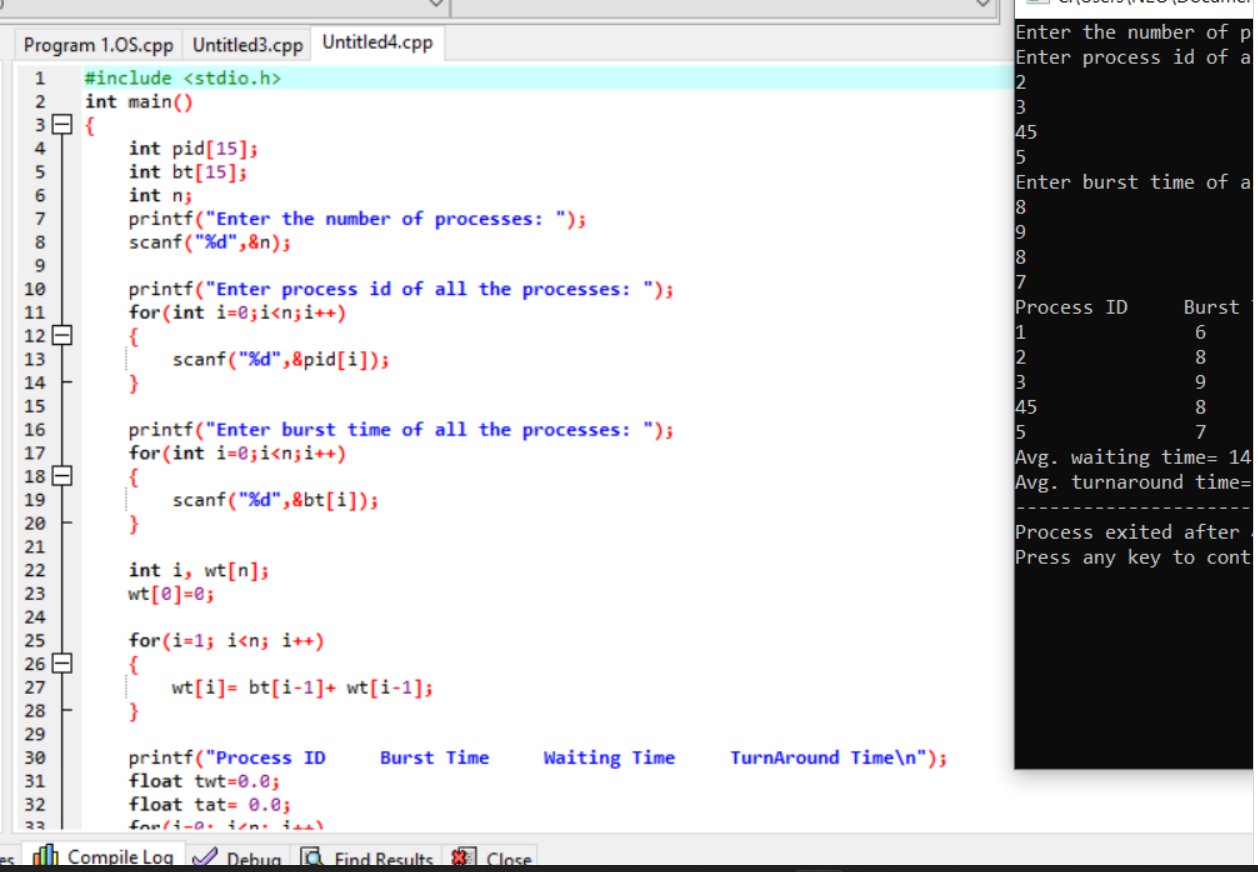 Program 1.OS.cpp Untitled3.cpp Untitled4.cpp
1 #include <stdio.h>
2 int main()
3 {
4 int pid[15];
5 int bt[15];
6 int n;
7 printf("Enter the number of processes: ");
8 scanf("%d",&n);
9
10 printf("Enter process id of all the processes: ");
11 for(int i=0;i<n;i++)
12 {
13 scanf("%d",&pid[i]);
14 }
15
16 printf("Enter burst time of all the processes: ");
17 for(int i=0;i<n;i++)
18 {
19 scanf("%d",&bt[i]);
20 }
21
22 int i, wt[n];
23 wt[0]=0;
24
25 for(i=1; i<n; i++)
26 {
27 wt[i]= bt[i-1]+ wt[i-1];
28 }
29
30 printf("Process ID     Burst Time     Waiting Time     TurnAround Time\n");
31 float twt=0.0;
32 float tat= 0.0;
33 for(i=0; i<n; i++)
Compile Log Debug Find Results Close
Enter the number of p
Enter process id of a
2
3
45
5
Enter burst time of a
8
9
8
7
Process ID     Burst
1 6
2 8
3 9
45 8
5 7
Avg. waiting time= 14
Avg. turnaround time=
---------------------
Process exited after
Press any key to cont